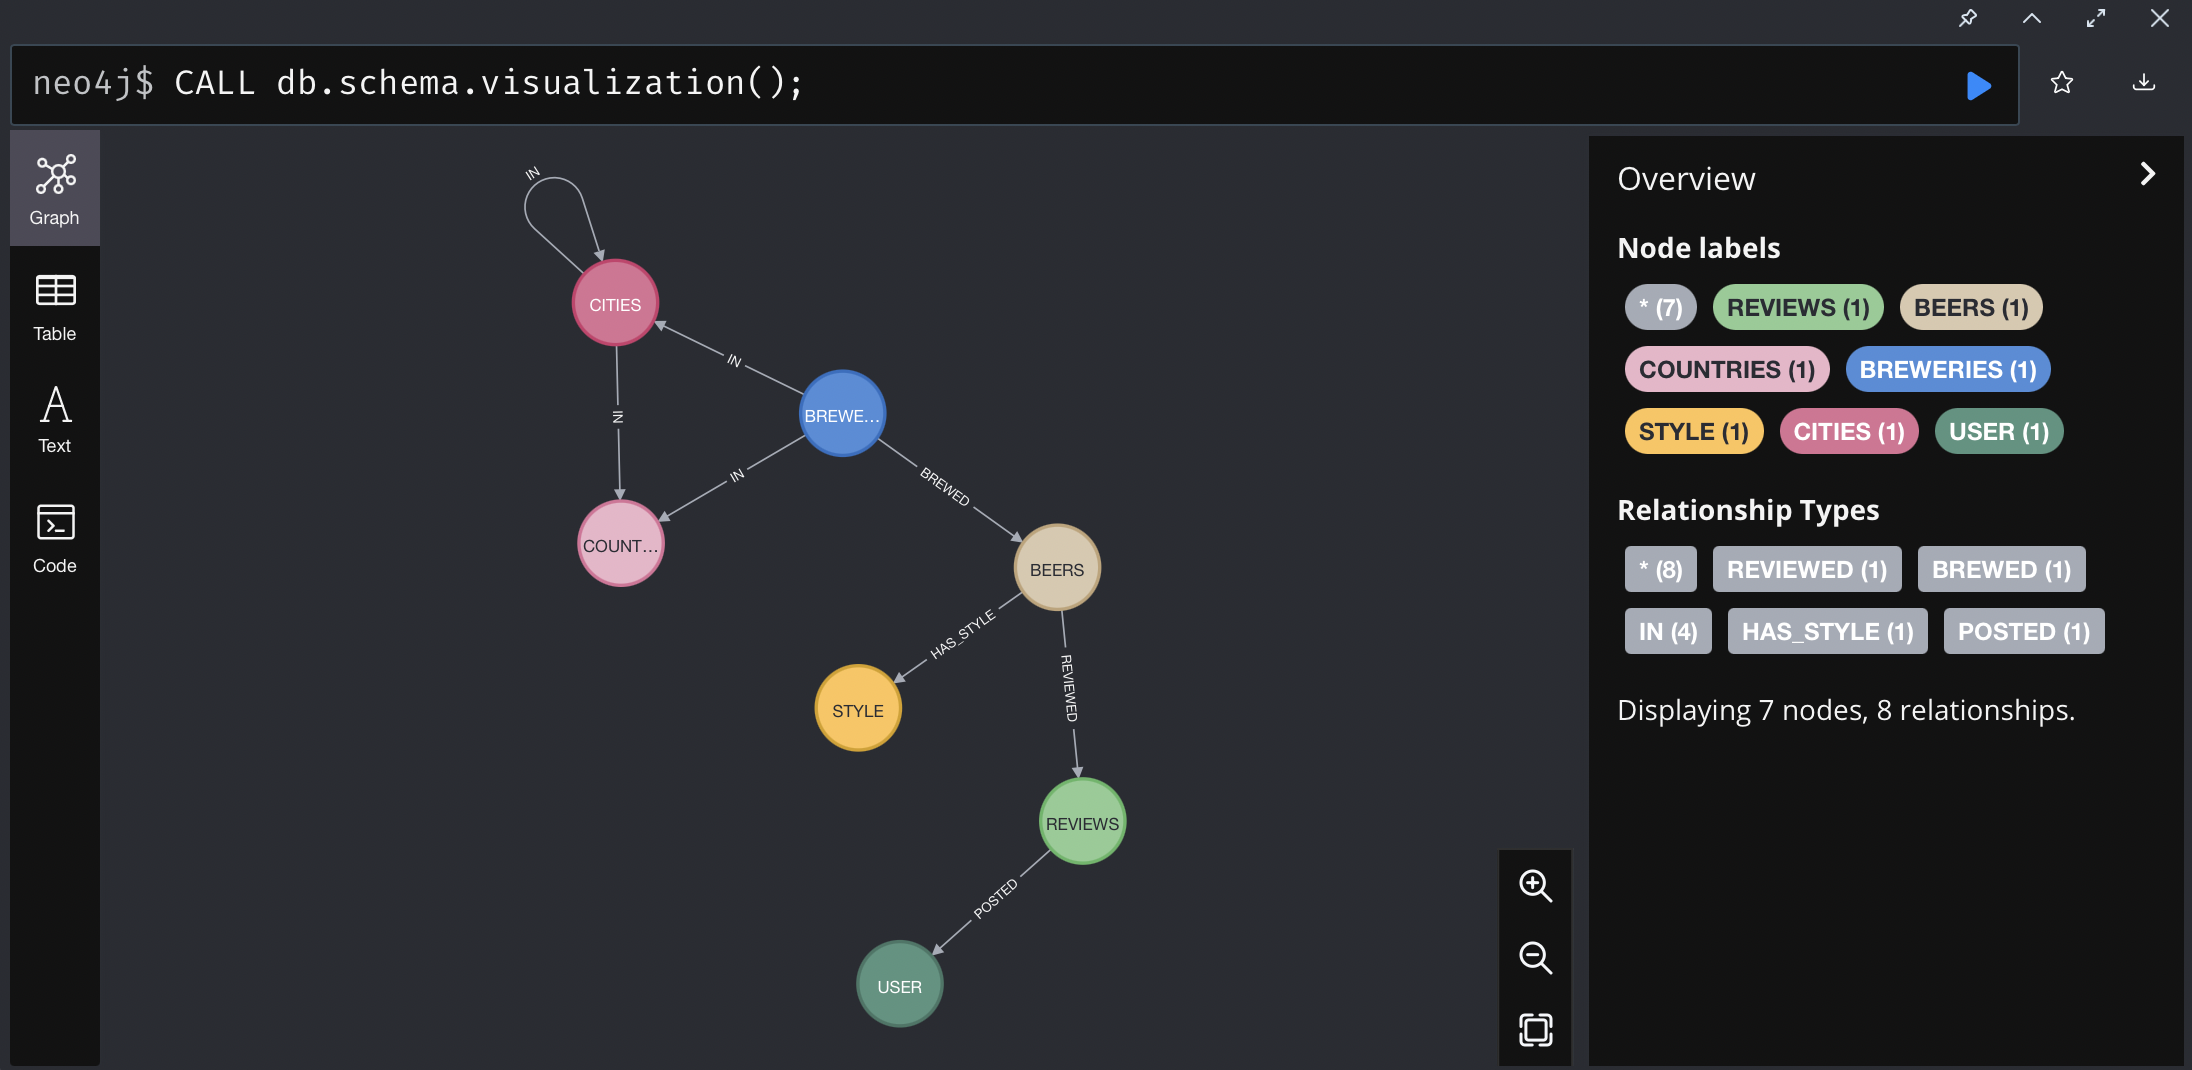 neo4j$ CALL db.schema.visualization();
Graph
Table
Text
Code
IN
CITIES
IN
IN
BREWE...
IN
BREWED
COUNT...
BEERS
HAS_STYLE
REVIEWED
STYLE
REVIEWS
POSTED
USER
Overview
Node labels
* (7) REVIEWS (1) BEERS (1)
COUNTRIES (1) BREWERIES (1)
STYLE (1) CITIES (1) USER (1)
Relationship Types
* (8) REVIEWED (1) BREWED (1)
IN (4) HAS_STYLE (1) POSTED (1)
Displaying 7 nodes, 8 relationships.